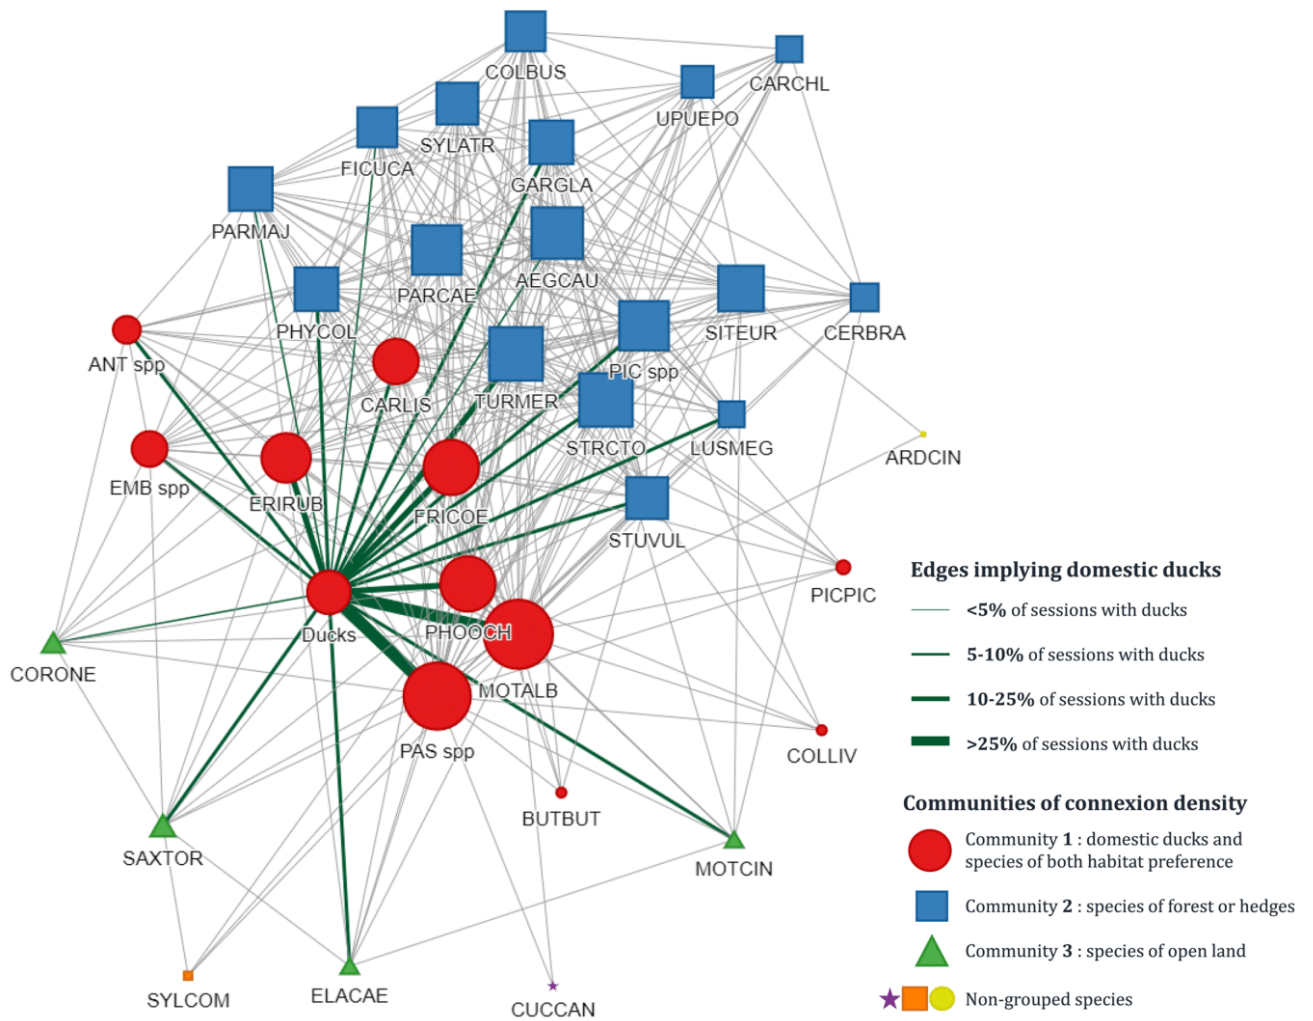 COLBUS
CARCHL
UPUEPO
SYLATR
FICUCA
GARGLA
PARMAJ
AEGCAU
PARCAE
PHYCOL
SITEUR
CERBRA
ANT spp
PIC spp
CARLIS
TURMER
STRCTO
LUSMEG
ARDCIN
EMB spp
ERIRUB
FRICOE
STUVUL
PICPIC
Ducks
PHOOCH
CORONE
MOTALB
PAS spp
COLLIV
BUTBUT
SAXTOR
MOTCIN
SYLCOM
ELACAE
CUCCAN
Edges implying domestic ducks
<5% of sessions with ducks
5-10% of sessions with ducks
10-25% of sessions with ducks
>25% of sessions with ducks
Communities of connexion density
Community 1 : domestic ducks and
species of both habitat preference
Community 2 : species of forest or hedges
Community 3 : species of open land
Non-grouped species